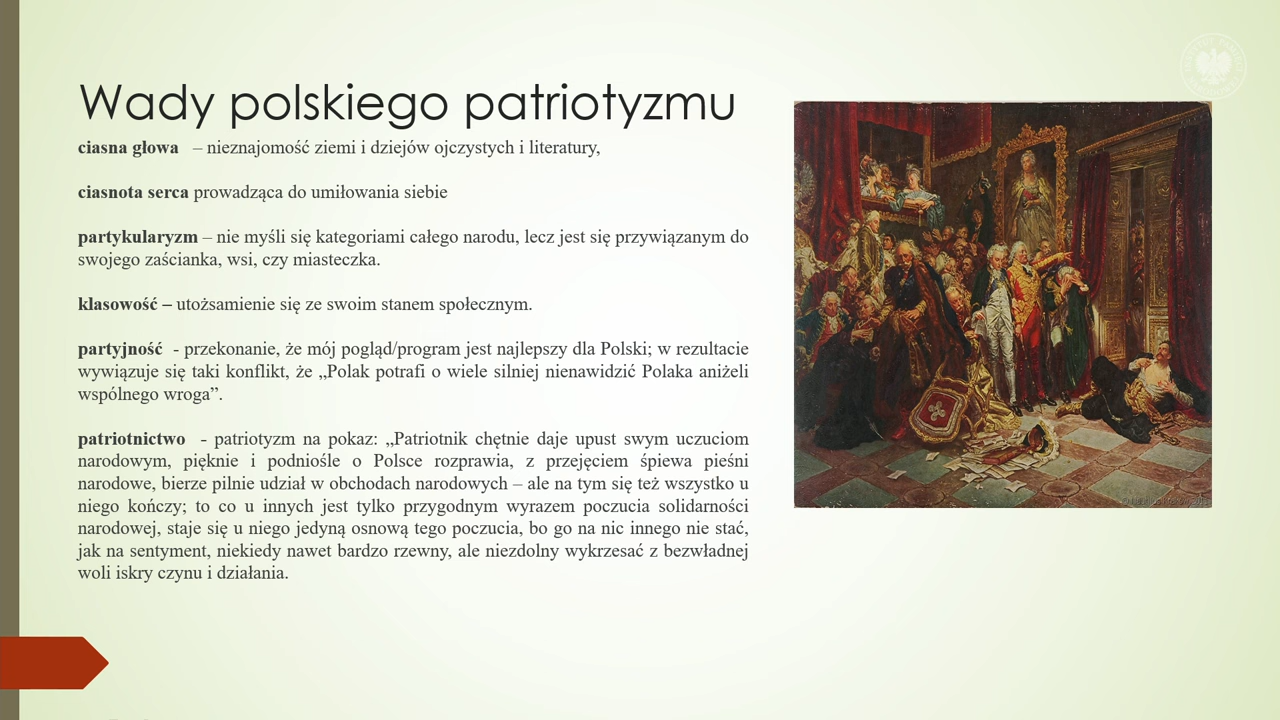 Wady polskiego patriotyzmu
ciasna głowa – nieznajomość ziemi i dziejów ojczystych i literatury,
ciasnota serca prowadząca do umiłowania siebie
partykularyzm – nie myśli się kategoriami całego narodu, lecz jest się przywiązanym do
swojego zaścianka, wsi, czy miasteczka.
klasowość – utożsamienie się ze swoim stanem społecznym.
partyjność - przekonanie, że mój pogląd/program jest najlepszy dla Polski; w rezultacie
wywiązuje się taki konflikt, że „Polak potrafi o wiele silniej nienawidzić Polaka aniżeli
wspólnego wroga”.
patriotnictwo - patriotyzm na pokaz: „Patriotnik chętnie daje upust swym uczuciom
narodowym, pięknie i podniośle o Polsce rozprawia, z przejęciem śpiewa pieśni
narodowe, bierze pilnie udział w obchodach narodowych – ale na tym się też wszystko u
niego kończy; to co u innych jest tylko przygodnym wyrazem poczucia solidarności
narodowej, staje się u niego jedyną osnową tego poczucia, bo go na nic innego nie stać,
jak na sentyment, niekiedy nawet bardzo rzewny, ale niezdolny wykrzesać z bezwładnej
woli iskry czynu i działania.